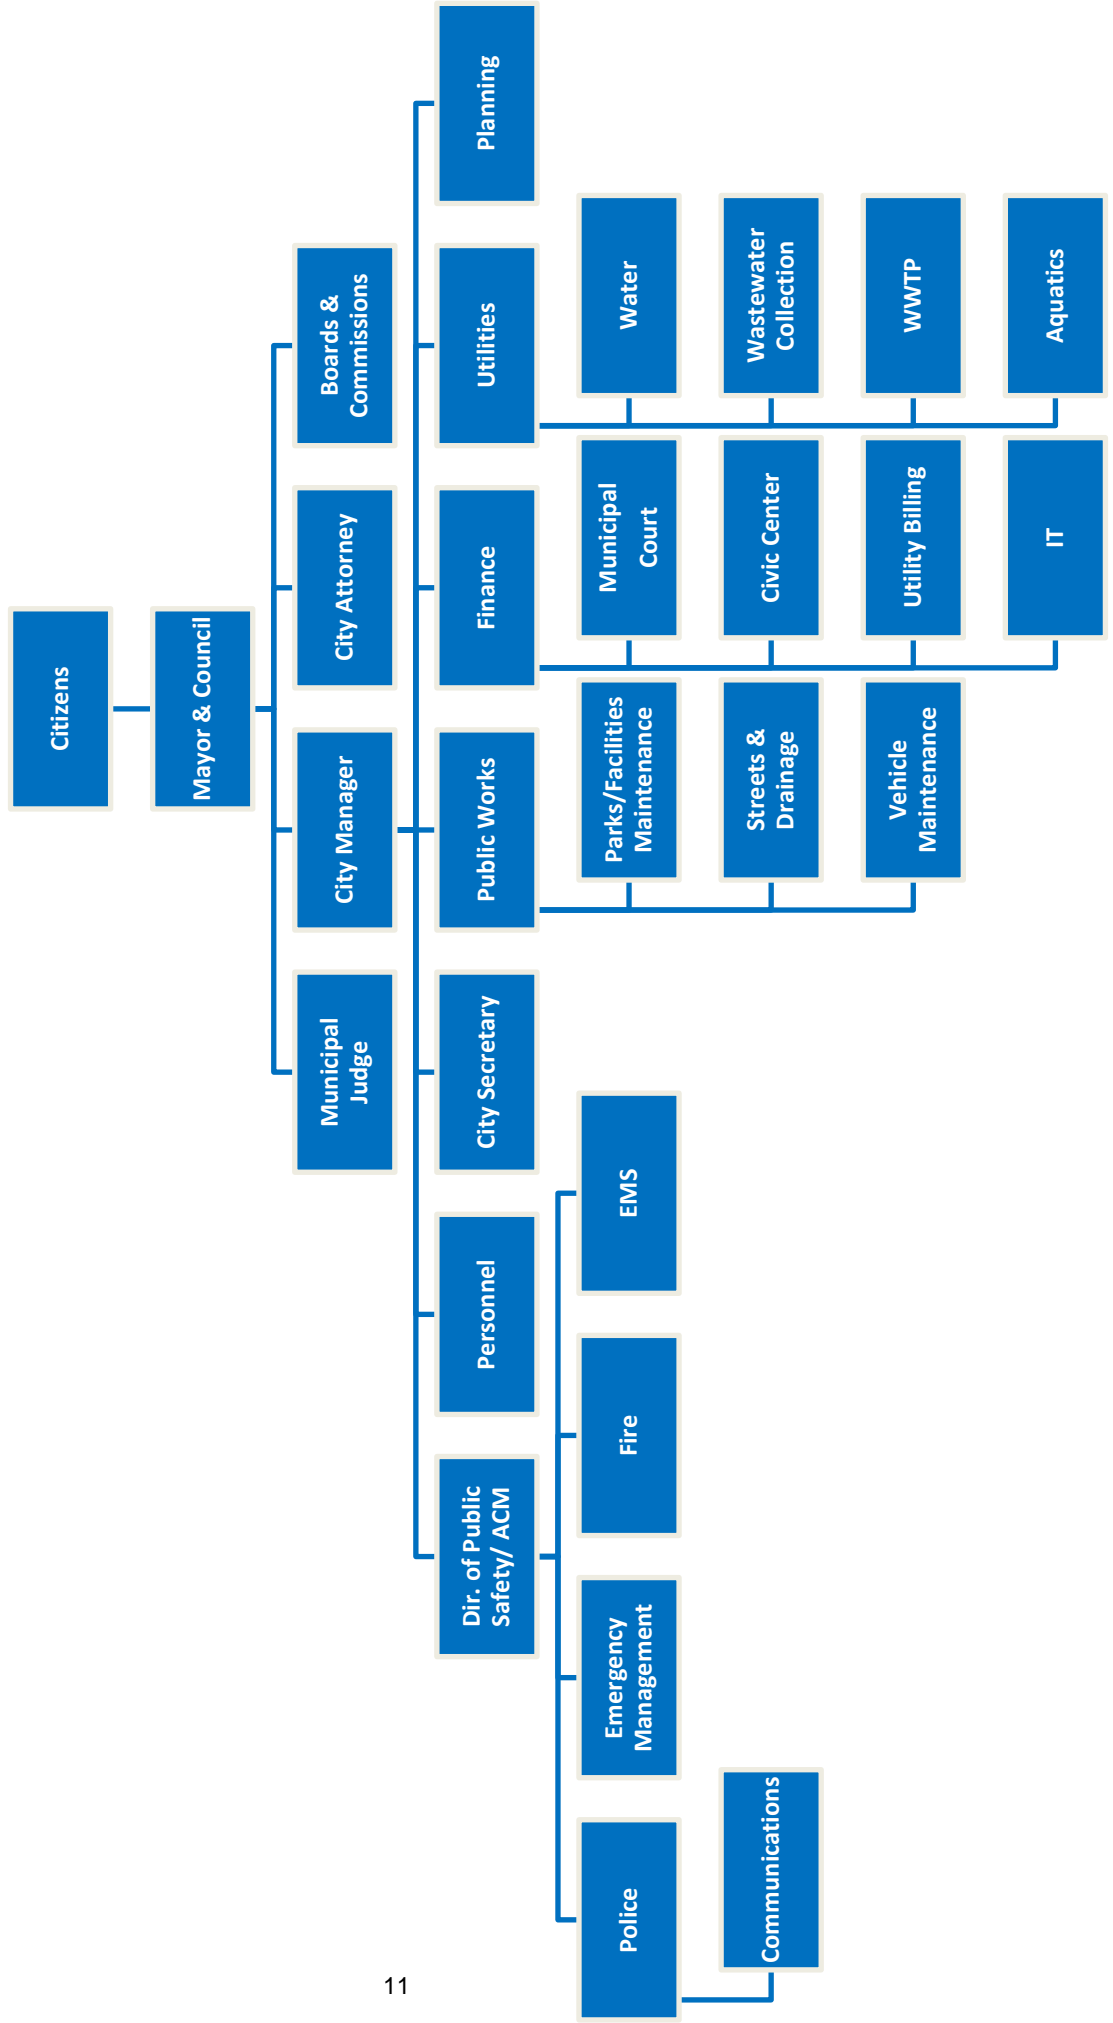 Citizens
Mayor & Council
Municipal
Judge
City Manager
City Attorney
Boards &
Commissions
Dir. of Public
Safety/ ACM
Personnel
City Secretary
Public Works
Finance
Utilities
Planning
Police
Emergency
Management
Fire
EMS
Parks/Facilities
Maintenance
Municipal
Court
Water
Communications
Streets &
Drainage
Civic Center
Wastewater
Collection
Vehicle
Maintenance
Utility Billing
WWTP
IT
Aquatics
11